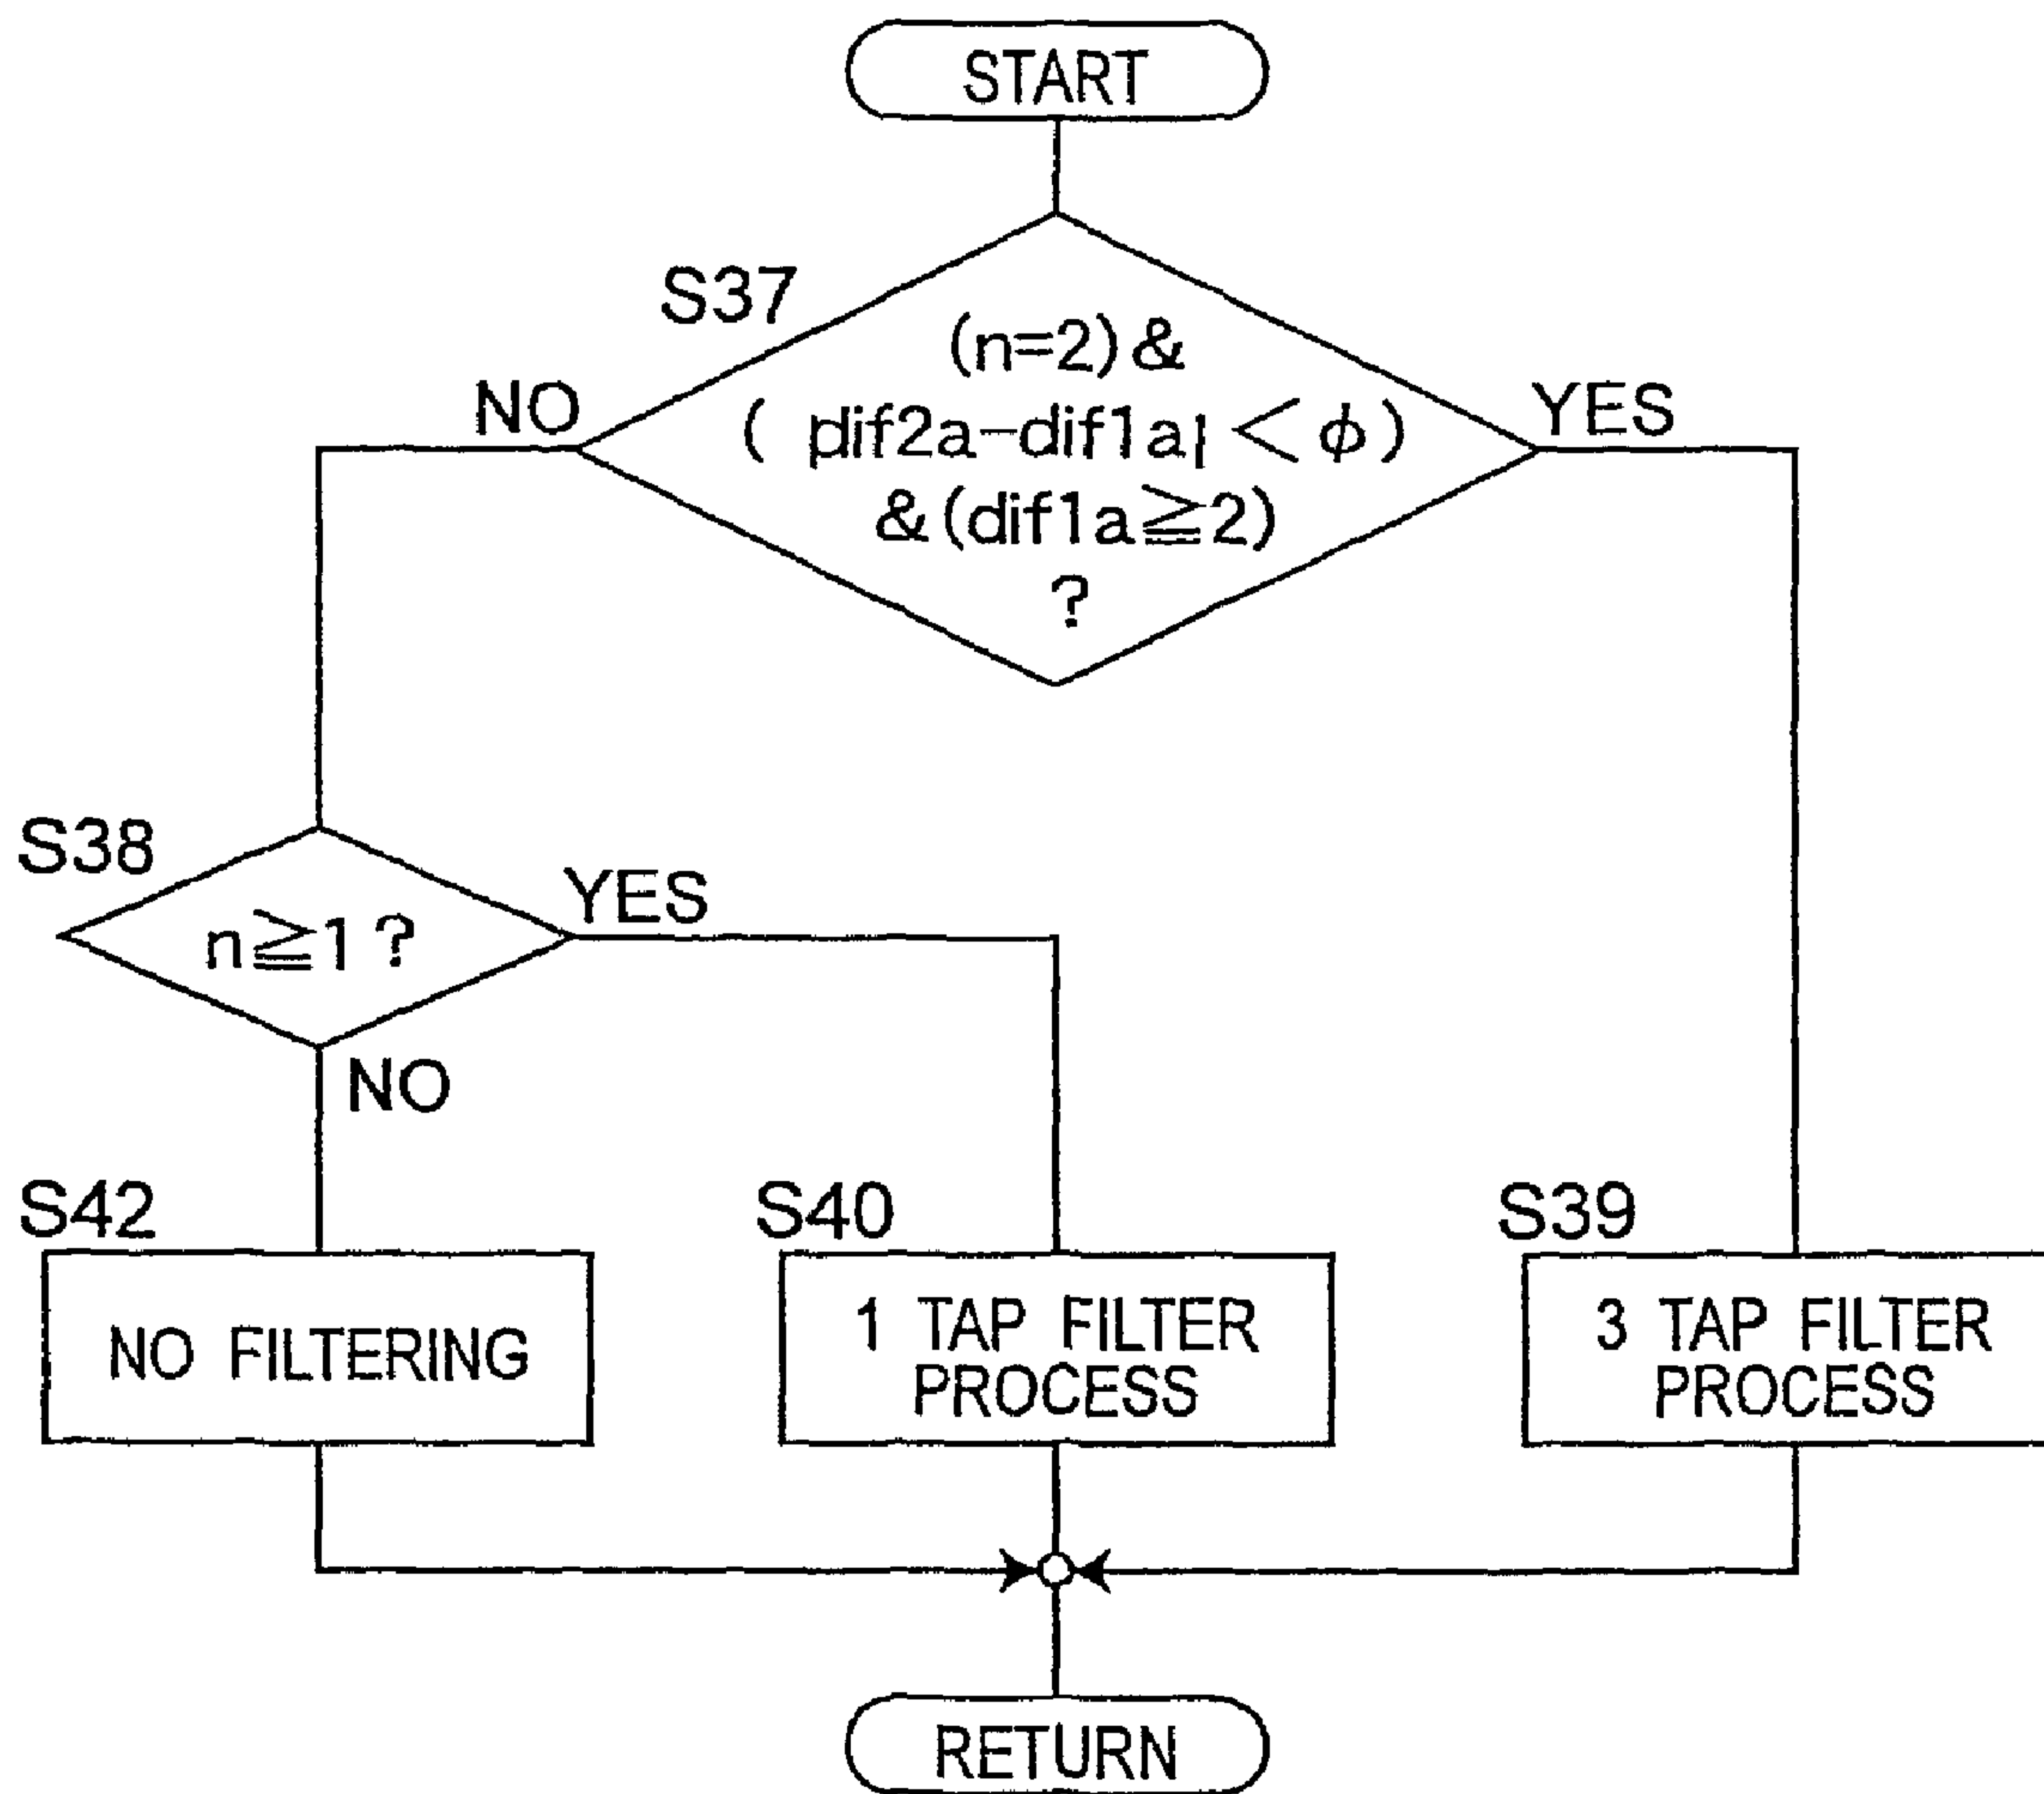 START
S37
(n=2)&
(|dif2a-dif1a|<φ)
&(dif1a≧2)
?
NO
YES
S38
n≧1?
YES
NO
S42
NO FILTERING
S40
1 TAP FILTER
PROCESS
S39
3 TAP FILTER
PROCESS
RETURN